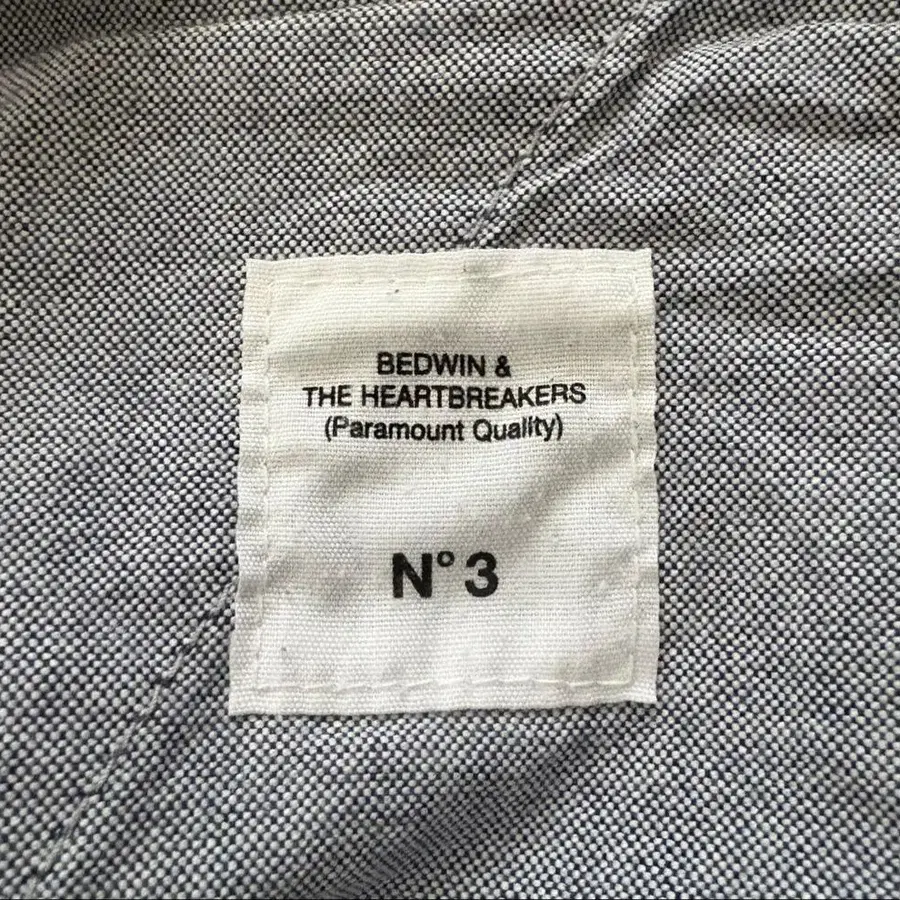 BEDWIN &
THE HEARTBREAKERS
(Paramount Quality)
N° 3